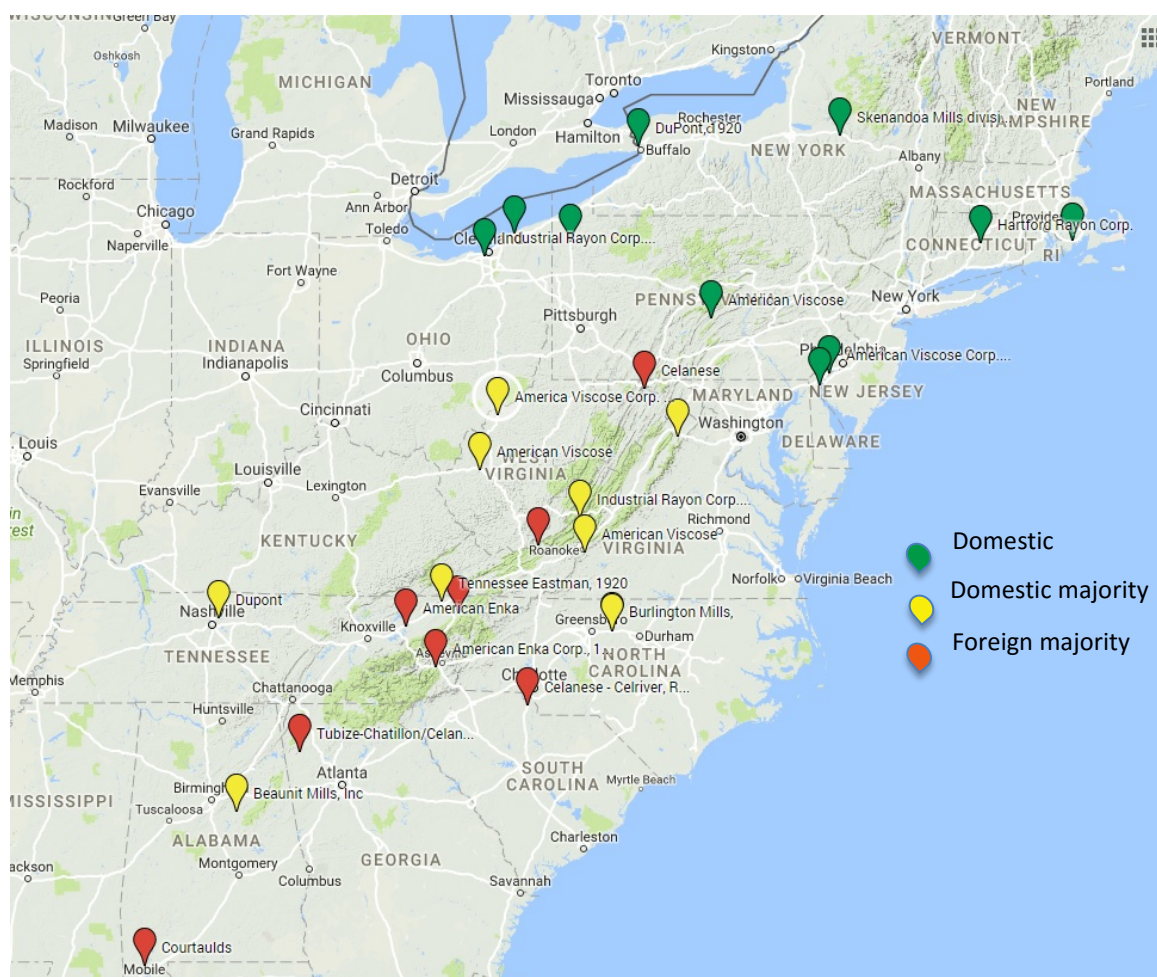 WISCONSIN
Green Bay
VERMONT
Kingston
Oshkosh
Toronto
Portland
MICHIGAN
Mississauga
Rochester
NEW
HAMPSHIRE
Skenandoa Mills divisi...
Madison
Milwaukee
Grand Rapids
London
Hamilton
DuPont, 1920
Buffalo
NEW YORK
Albany
Rockford
Detroit
Ann Arbor
MASSACHUSETTS
Chicago
Toledo
Naperville
Industrial Rayon Corp....
Hartford Rayon Corp.
CONNECTICUT
RI
Fort Wayne
Peoria
American Viscose
New York
Pittsburgh
ILLINOIS
INDIANA
OHIO
Springfield
Indianapolis
Columbus
American Viscose Corp....
Celanese
NEW JERSEY
MARYLAND
America Viscose Corp. ...
Cincinnati
Washington
DELAWARE
American Viscose
WEST
VIRGINIA
Louisville
Evansville
Lexington
Industrial Rayon Corp....
Richmond
American Viscose
KENTUCKY
Roanoke
VIRGINIA
Domestic
Norfolk
Virginia Beach
Domestic majority
Tennessee Eastman, 1920
Dupont
Nashville
American Enka
Burlington Mills,
Greensboro
Foreign majority
Knoxville
Durham
TENNESSEE
American Enka Corp., 1...
NORTH
CAROLINA
Memphis
Charlotte
Celanese - Celriver, R...
Chattanooga
Huntsville
Tubize-Chatillon/Celan...
Atlanta
SOUTH
CAROLINA
Myrtle Beach
Birmingham
Beaunit Mills, Inc
MISSISSIPPI
Tuscaloosa
Charleston
ALABAMA
GEORGIA
Montgomery
Columbus
Savannah
Courtaulds
Mobile